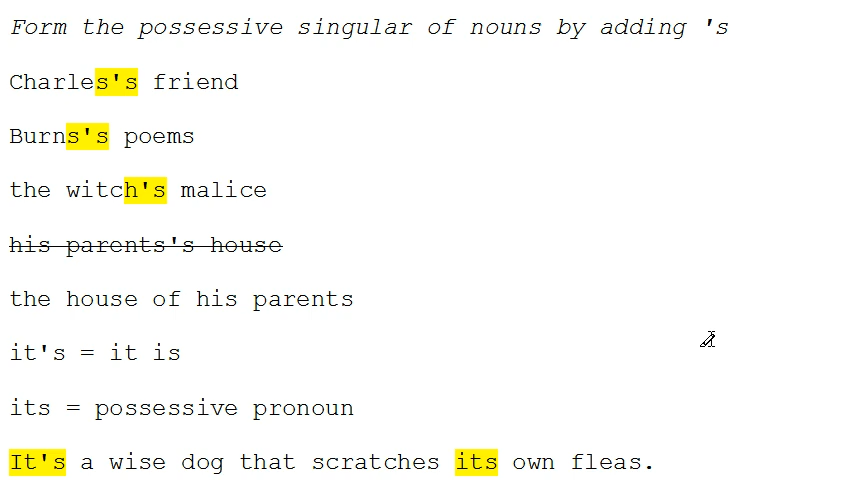 Form the possessive singular of nouns by adding 's
Charles's friend
Burns's poems
the witch's malice
his parents's house
the house of his parents
it's = it is
its = possessive pronoun
It's a wise dog that scratches its own fleas.